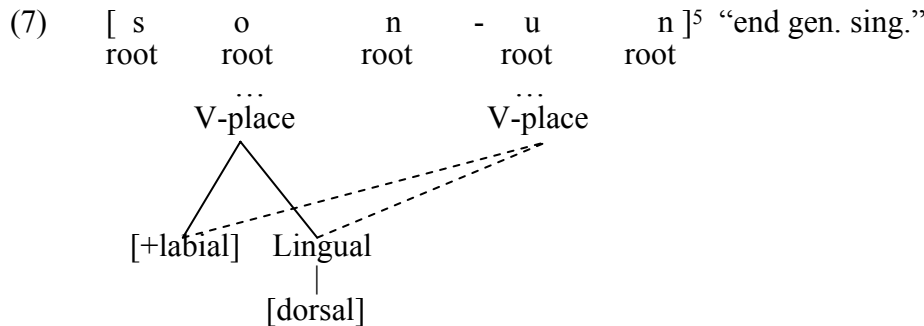 (7) [ s o n - u n ]⁵ “end gen. sing.”
root root root root root
… …
V-place V-place
[+labial] Lingual
[dorsal]